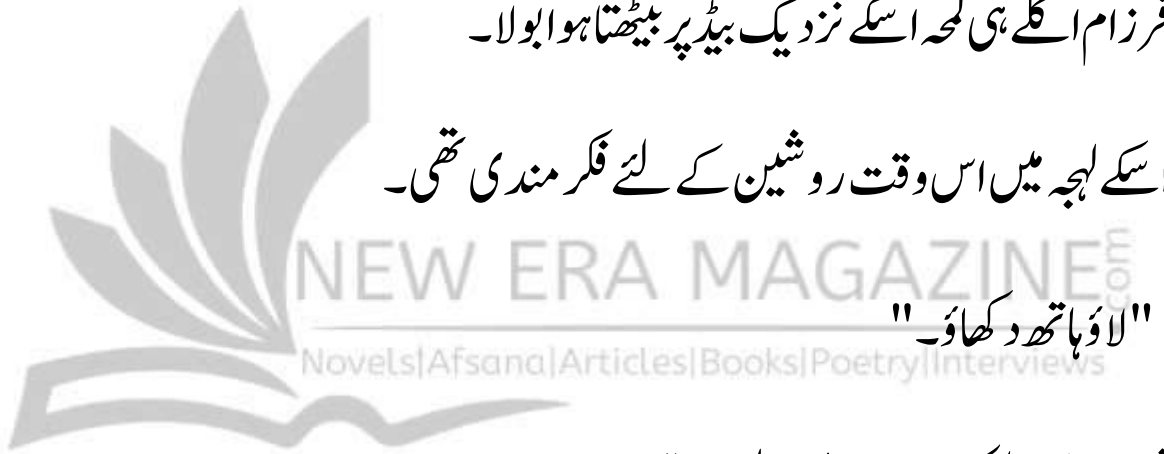 فرزام اگلے ہی لمحہ اسکے نزدیک بیڈ پر بیٹھتا ہوا بولا۔
اسکے لہجہ میں اس وقت روشین کے لئے فکر مندی تھی۔
NEW ERA MAGAZINE.com
"لاؤ ہاتھ دکھاؤ۔"
Novels|Afsana|Articles|Books|Poetry|Interviews